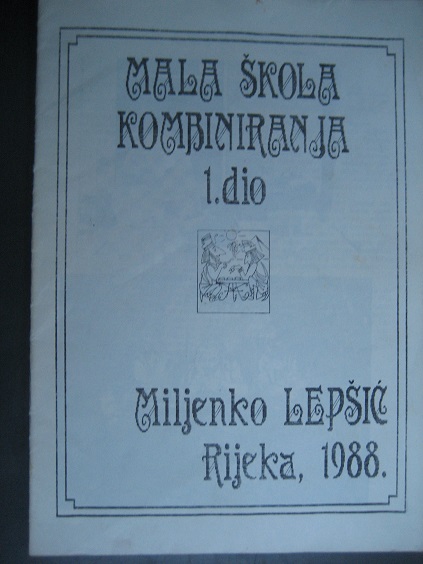 MALA ŠKOLA
KOMBINIRANJA
1.dio
Miljenko LEPŠIĆ
Rijeka, 1988.